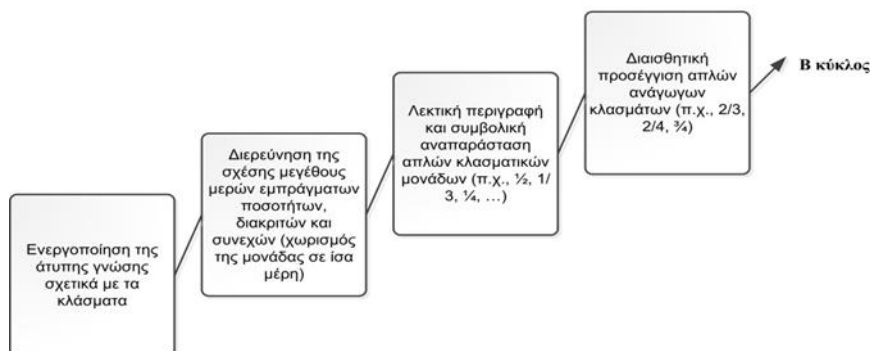 Ενεργοποίηση της
άτυπης γνώσης
σχετικά με τα
κλάσματα
Διερεύνηση της
σχέσης μεγέθους
μερών εμπράγματων
ποσοτήτων,
διακριτών και
συνεχών (χωρισμός
της μονάδας σε ίσα
μέρη)
Λεκτική περιγραφή
και συμβολική
αναπαράσταση
απλών κλασματικών
μονάδων (π.χ., ½, 1/
3, ¼, …)
Διαισθητική
προσέγγιση απλών
ανάγωγων
κλασμάτων (π.χ., 2/3,
2/4, ¾)
Β κύκλος